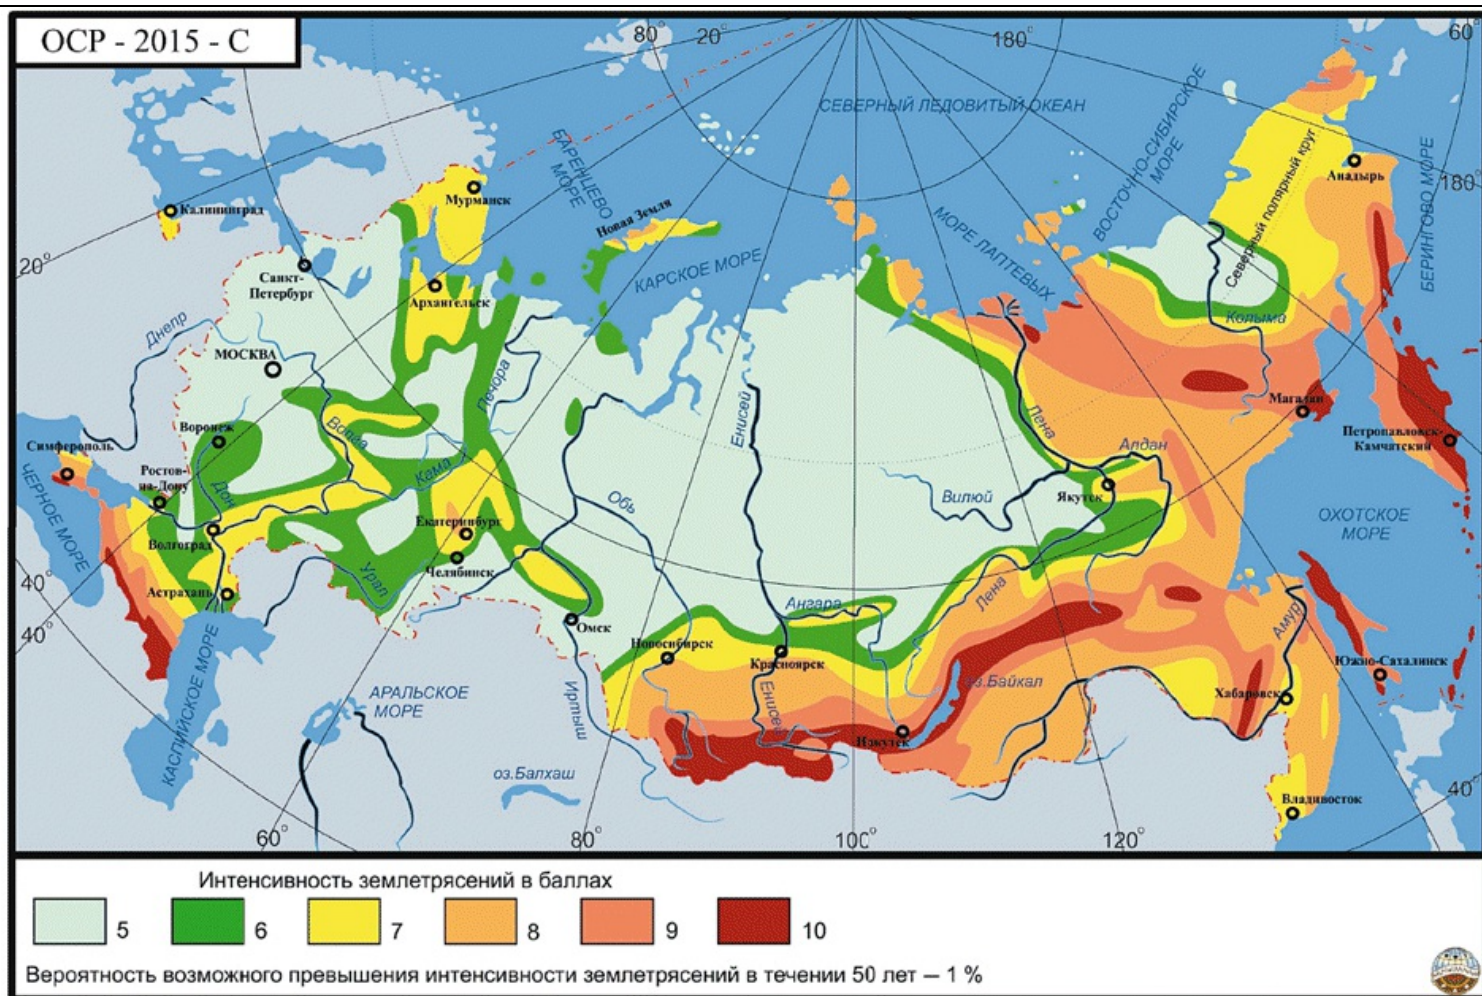 ОСР - 2015 - С
80°
20°
180°
60°
СЕВЕРНЫЙ ЛЕДОВИТЫЙ ОКЕАН
ВОСТОЧНО-СИБИРСКОЕ
МОРЕ
Северный полярный круг
Анадырь
БЕРИНГОВО МОРЕ
180°
БАРЕНЦЕВО
МОРЕ
Мурманск
Калининград
Новая Земля
МОРЕ ЛАПТЕВЫХ
20°
Санкт-
Петербург
КАРСКОЕ МОРЕ
Архангельск
Днепр
Колыма
МОСКВА
Печора
Енисей
Лена
Магадан
Воронеж
Волга
Петропавловск-
Камчатский
Симферополь
Алдан
Ростов-
на-Дону
Кама
ЧЕРНОЕ МОРЕ
Дон
Обь
Вилюй
Якутск
Екатеринбург
ОХОТСКОЕ
МОРЕ
Волгоград
Челябинск
40°
Урал
Астрахань
Лена
Ангара
Амур
40°
Омск
Новосибирск
Красноярск
Южно-Сахалинск
КАСПИЙСКОЕ МОРЕ
АРАЛЬСКОЕ
МОРЕ
Иртыш
Енисей
оз.Байкал
Хабаровск
Иркутск
оз.Балхаш
40°
Владивосток
60°
80°
100°
120°
Интенсивность землетрясений в баллах
5
6
7
8
9
10
Вероятность возможного превышения интенсивности землетрясений в течении 50 лет — 1 %